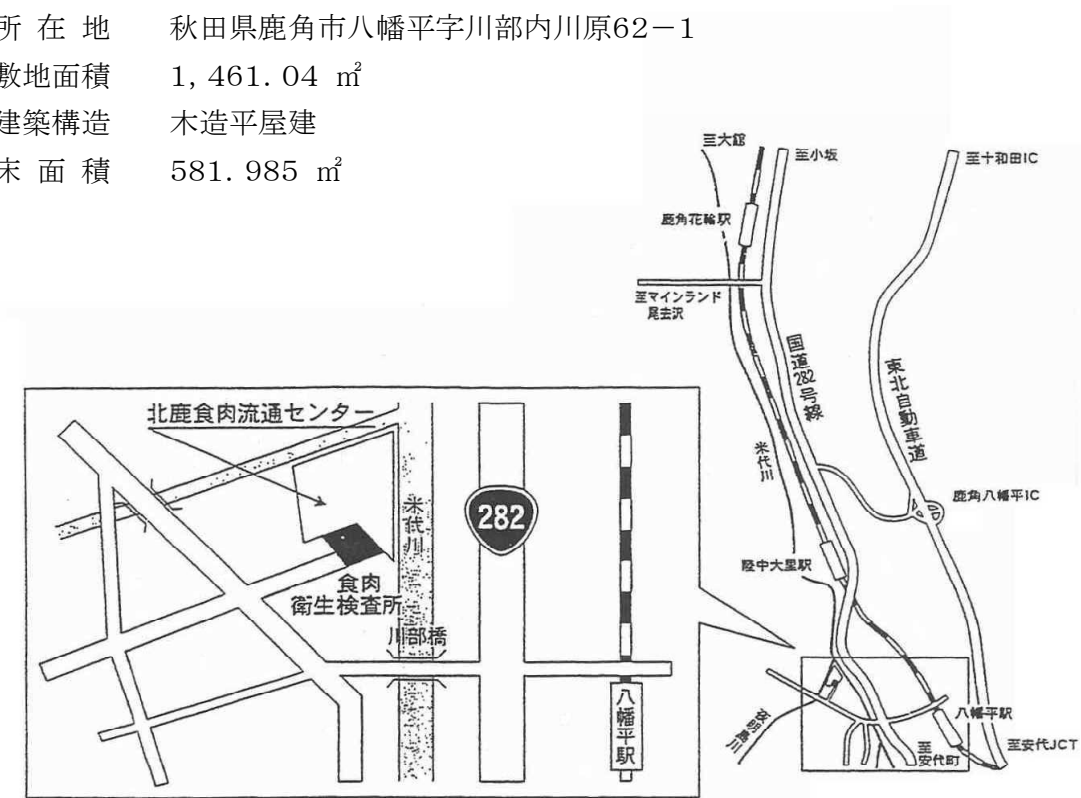 所 在 地 秋田県鹿角市八幡平字川部内川原62－1
敷地面積 1,461.04 ㎡
建築構造 木造平屋建
床 面 積 581.985 ㎡
至大館
至小坂
至十和田IC
鹿角花輪駅
至マインランド
尾去沢
国道282号線
東北自動車道
米代川
鹿角八幡平IC
陸中大里駅
八幡平駅
夜明島川
至
安代町
至安代JCT
北鹿食肉流通センター
米代川
282
食肉
衛生検査所
川部橋
八幡平駅